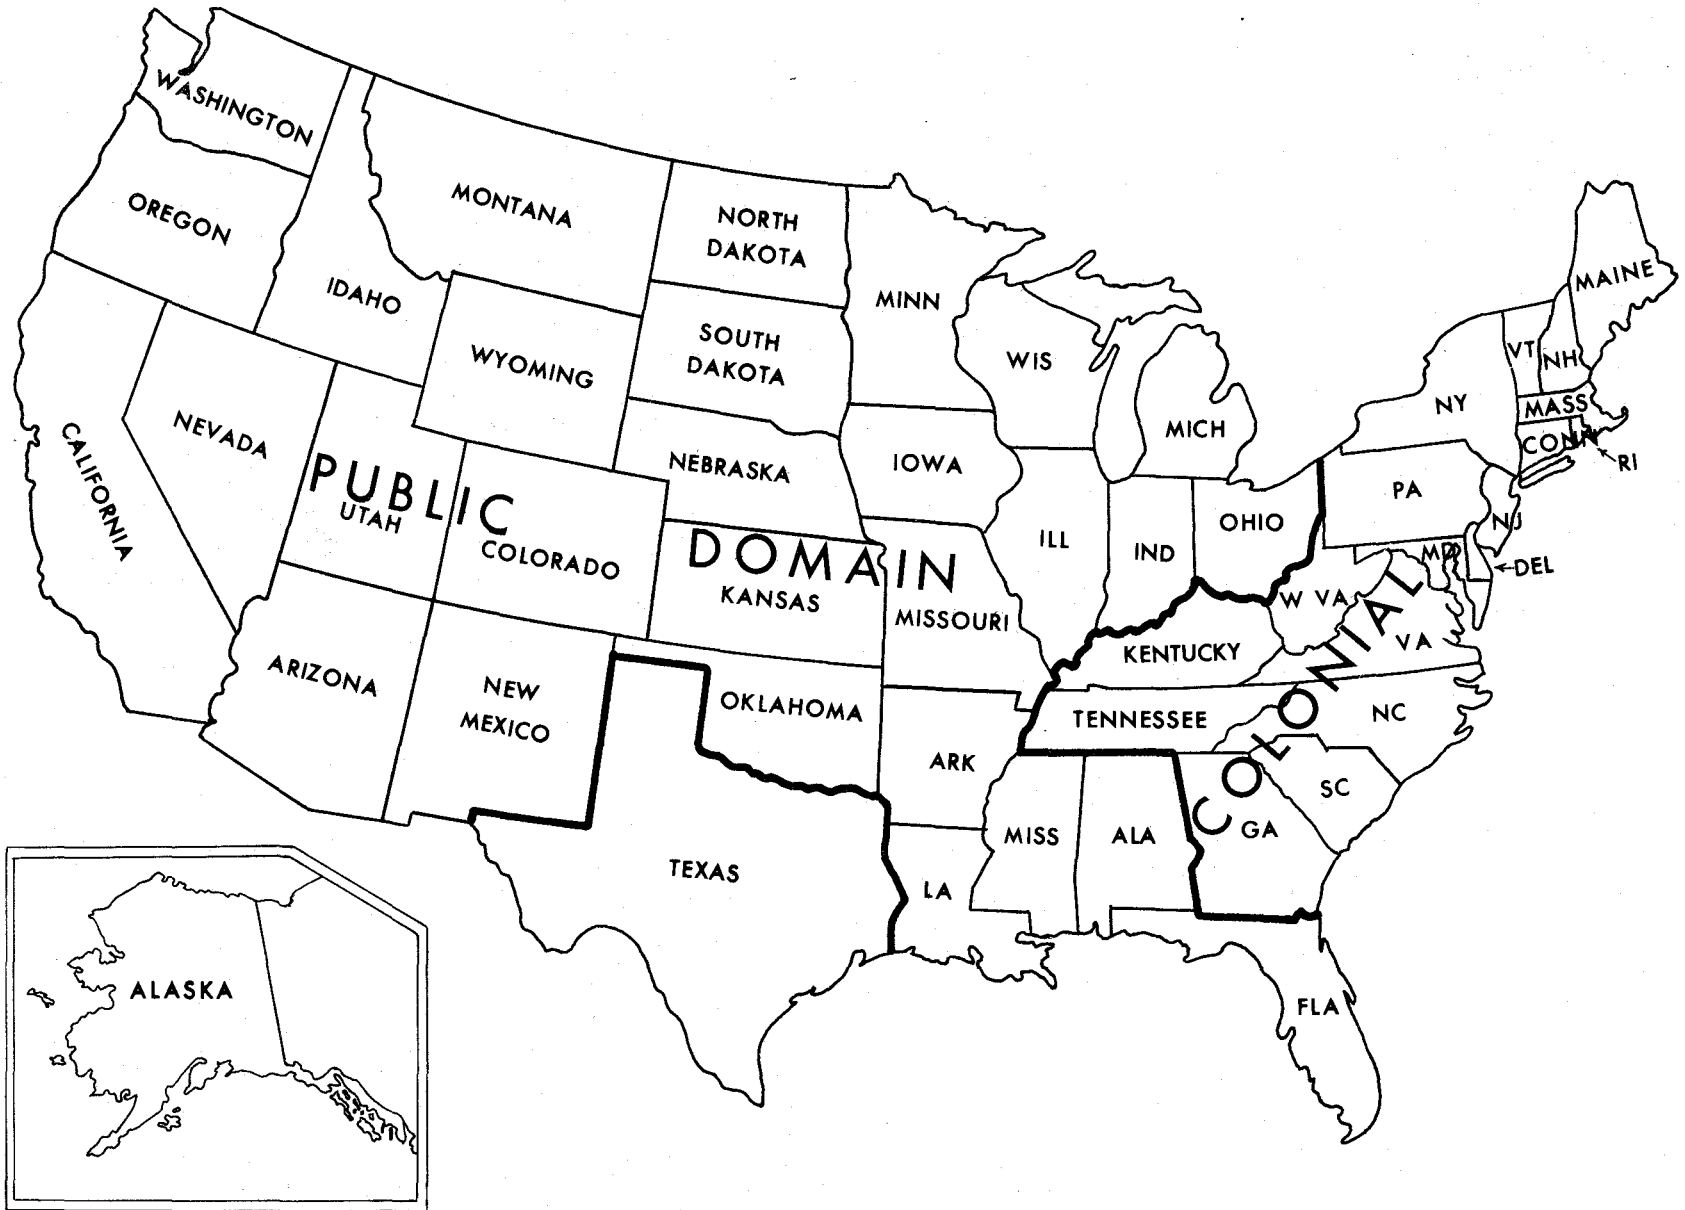 WASHINGTON
OREGON
MONTANA
IDAHO
NORTH
DAKOTA
MINN
SOUTH
DAKOTA
WYOMING
WIS
MICH
MAINE
VT
NH
NY
MASS
CONN
RI
NEVADA
CALIFORNIA
PUBLIC
UTAH
COLORADO
NEBRASKA
IOWA
DOMAIN
KANSAS
MISSOURI
ILL
IND
OHIO
PA
NJ
MD
DEL
W VA
VA
COLONIAL
KENTUCKY
ARIZONA
NEW
MEXICO
OKLAHOMA
TENNESSEE
NC
ARK
SC
MISS
ALA
GA
TEXAS
LA
FLA
ALASKA